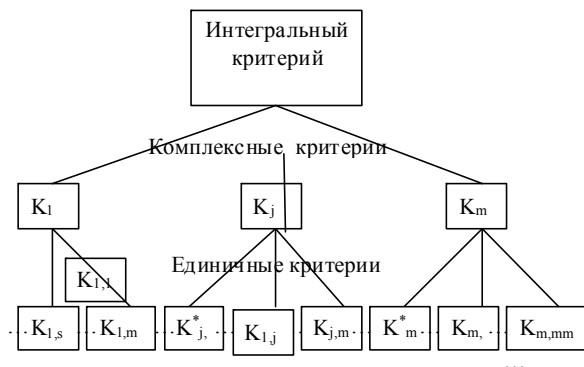 Интегральный
критерий
Комплексные критерии
K₁ Kⱼ Kₘ
Единичные критерии
K₁,₁
K₁,s K₁,m K*ⱼ, K₁,ⱼ Kⱼ,m K*m Km, Km,mm
...